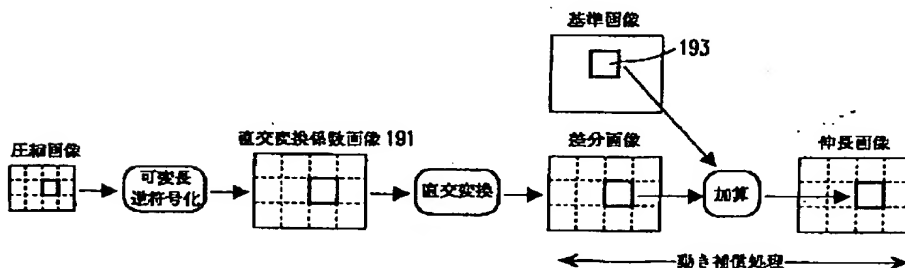 基準画像
193
圧縮画像
可変長
逆符号化
直交変換係数画像 191
直交変換
差分画像
加算
伸長画像
動き補償処理